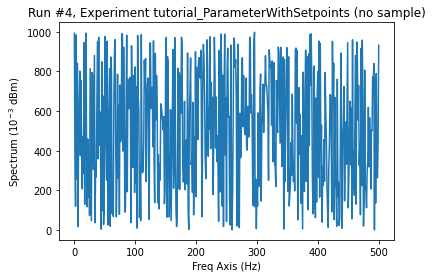 Run #4, Experiment tutorial_ParameterWithSetpoints (no sample)
1000
800
600
400
200
0
Spectrum (10⁻³ dBm)
0 100 200 300 400 500
Freq Axis (Hz)